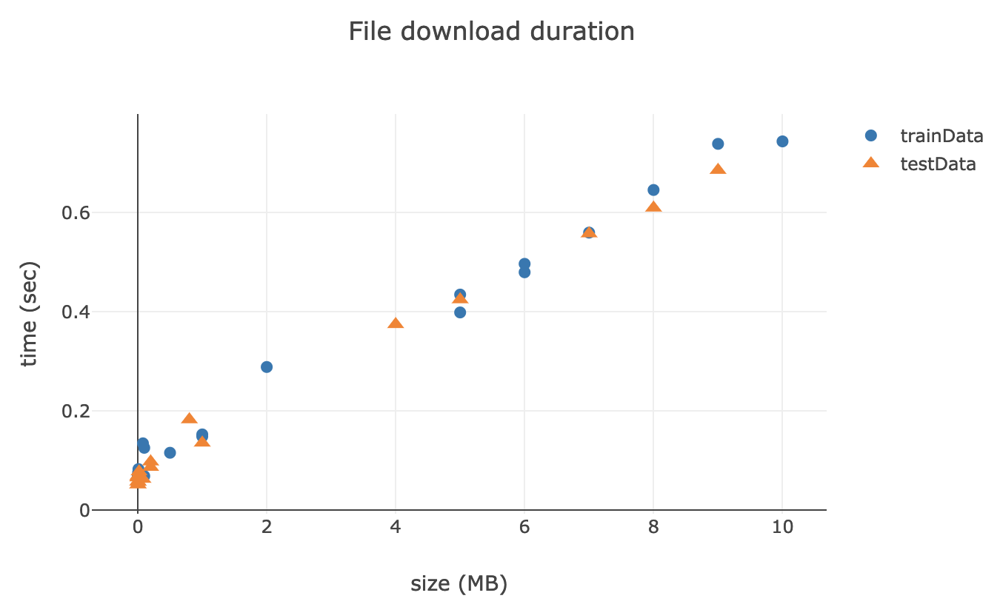 File download duration
trainData
testData
time (sec)
0.6
0.4
0.2
0
0 2 4 6 8 10
size (MB)